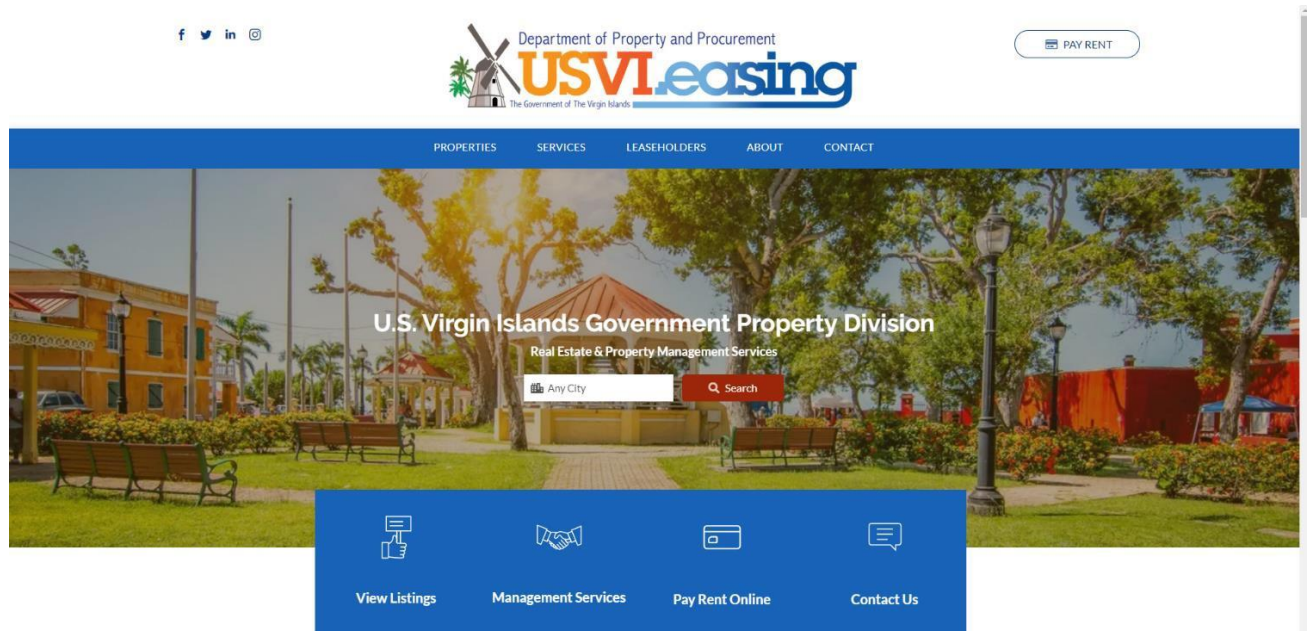 Department of Property and Procurement
USVILeasing
The Government of The Virgin Islands
PAY RENT
PROPERTIES SERVICES LEASEHOLDERS ABOUT CONTACT
U.S. Virgin Islands Government Property Division
Real Estate & Property Management Services
Any City Search
View Listings Management Services Pay Rent Online Contact Us